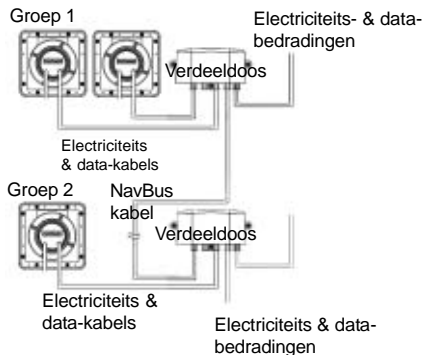 Groep 1
Electriciteits- & data-
bedradingen
Verdeeldoos
Electriciteits
& data-kabels
Groep 2
NavBus
kabel
Verdeeldoos
Electriciteits &
data-kabels
Electriciteits & data-
bedradingen